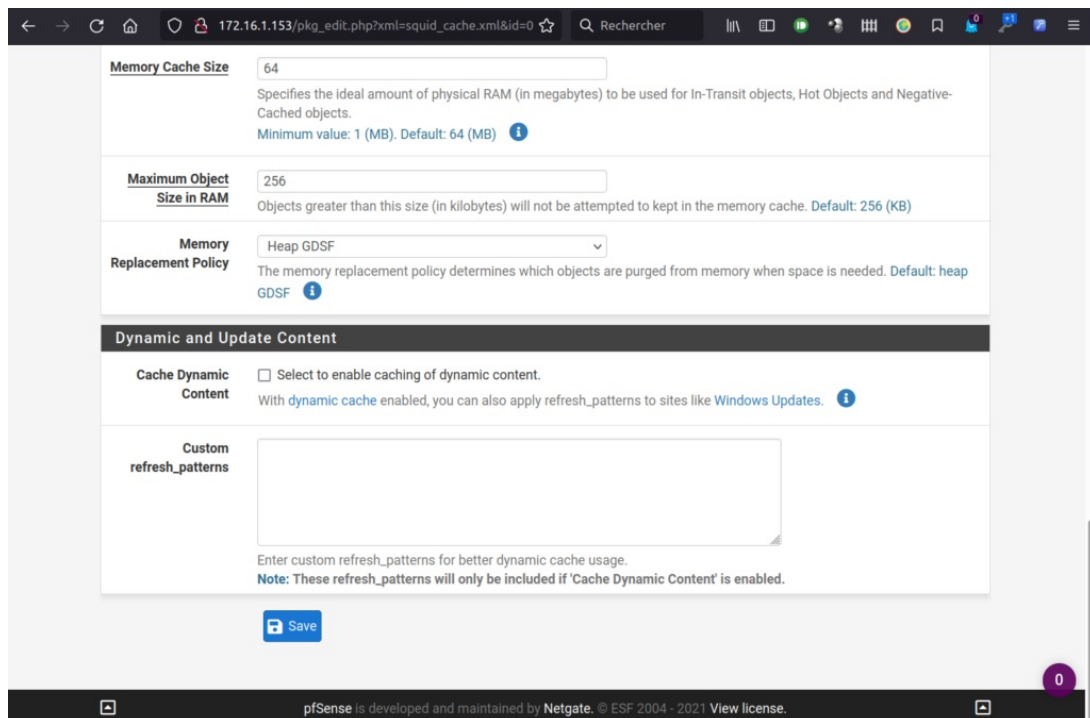 172.16.1.153/pkg_edit.php?xml=squid_cache.xml&id=0
Rechercher
0
+1
Memory Cache Size
64
Specifies the ideal amount of physical RAM (in megabytes) to be used for In-Transit objects, Hot Objects and Negative-
Cached objects.
Minimum value: 1 (MB). Default: 64 (MB)
Maximum Object
Size in RAM
256
Objects greater than this size (in kilobytes) will not be attempted to kept in the memory cache. Default: 256 (KB)
Memory
Replacement Policy
Heap GDSF
The memory replacement policy determines which objects are purged from memory when space is needed. Default: heap
GDSF
Dynamic and Update Content
Cache Dynamic
Content
Select to enable caching of dynamic content.
With dynamic cache enabled, you can also apply refresh_patterns to sites like Windows Updates.
Custom
refresh_patterns
Enter custom refresh_patterns for better dynamic cache usage.
Note: These refresh_patterns will only be included if 'Cache Dynamic Content' is enabled.
Save
0
pfSense is developed and maintained by Netgate. © ESF 2004 - 2021 View license.